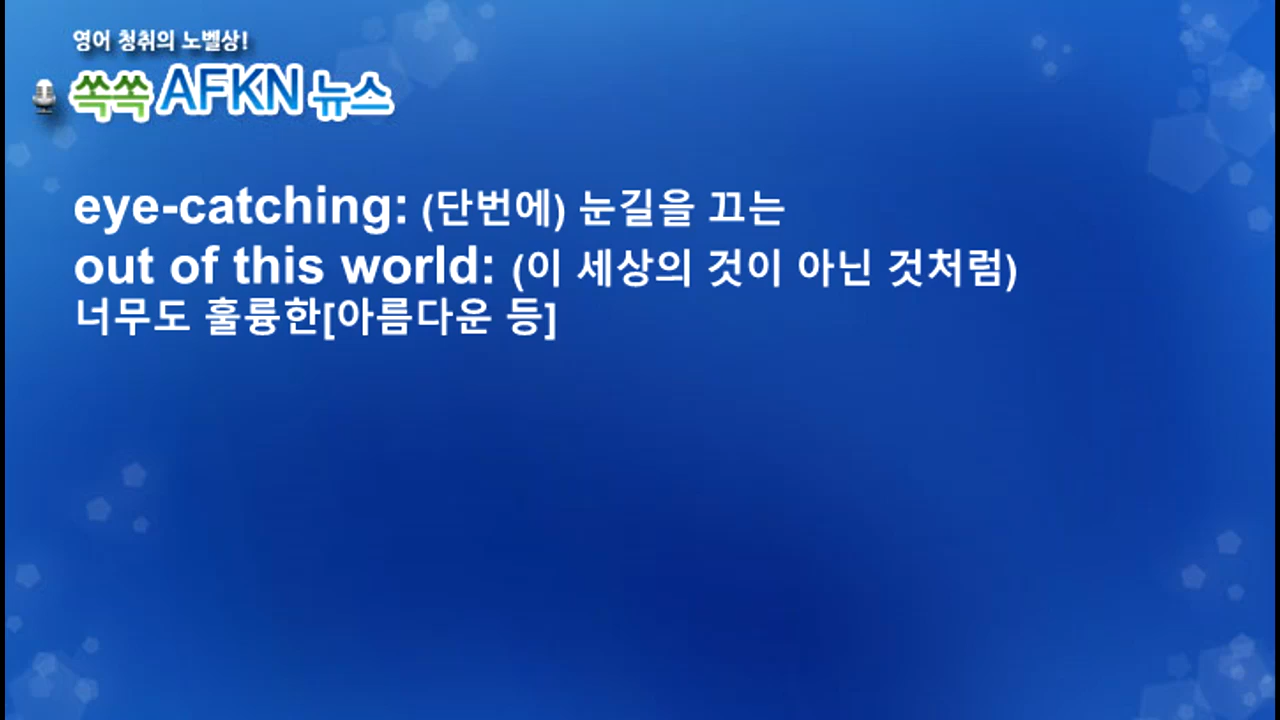 영어 청취의 노벨상!
쏙쏙 AFKN 뉴스
eye-catching: (단번에) 눈길을 끄는
out of this world: (이 세상의 것이 아닌 것처럼)
너무도 훌륭한[아름다운 등]